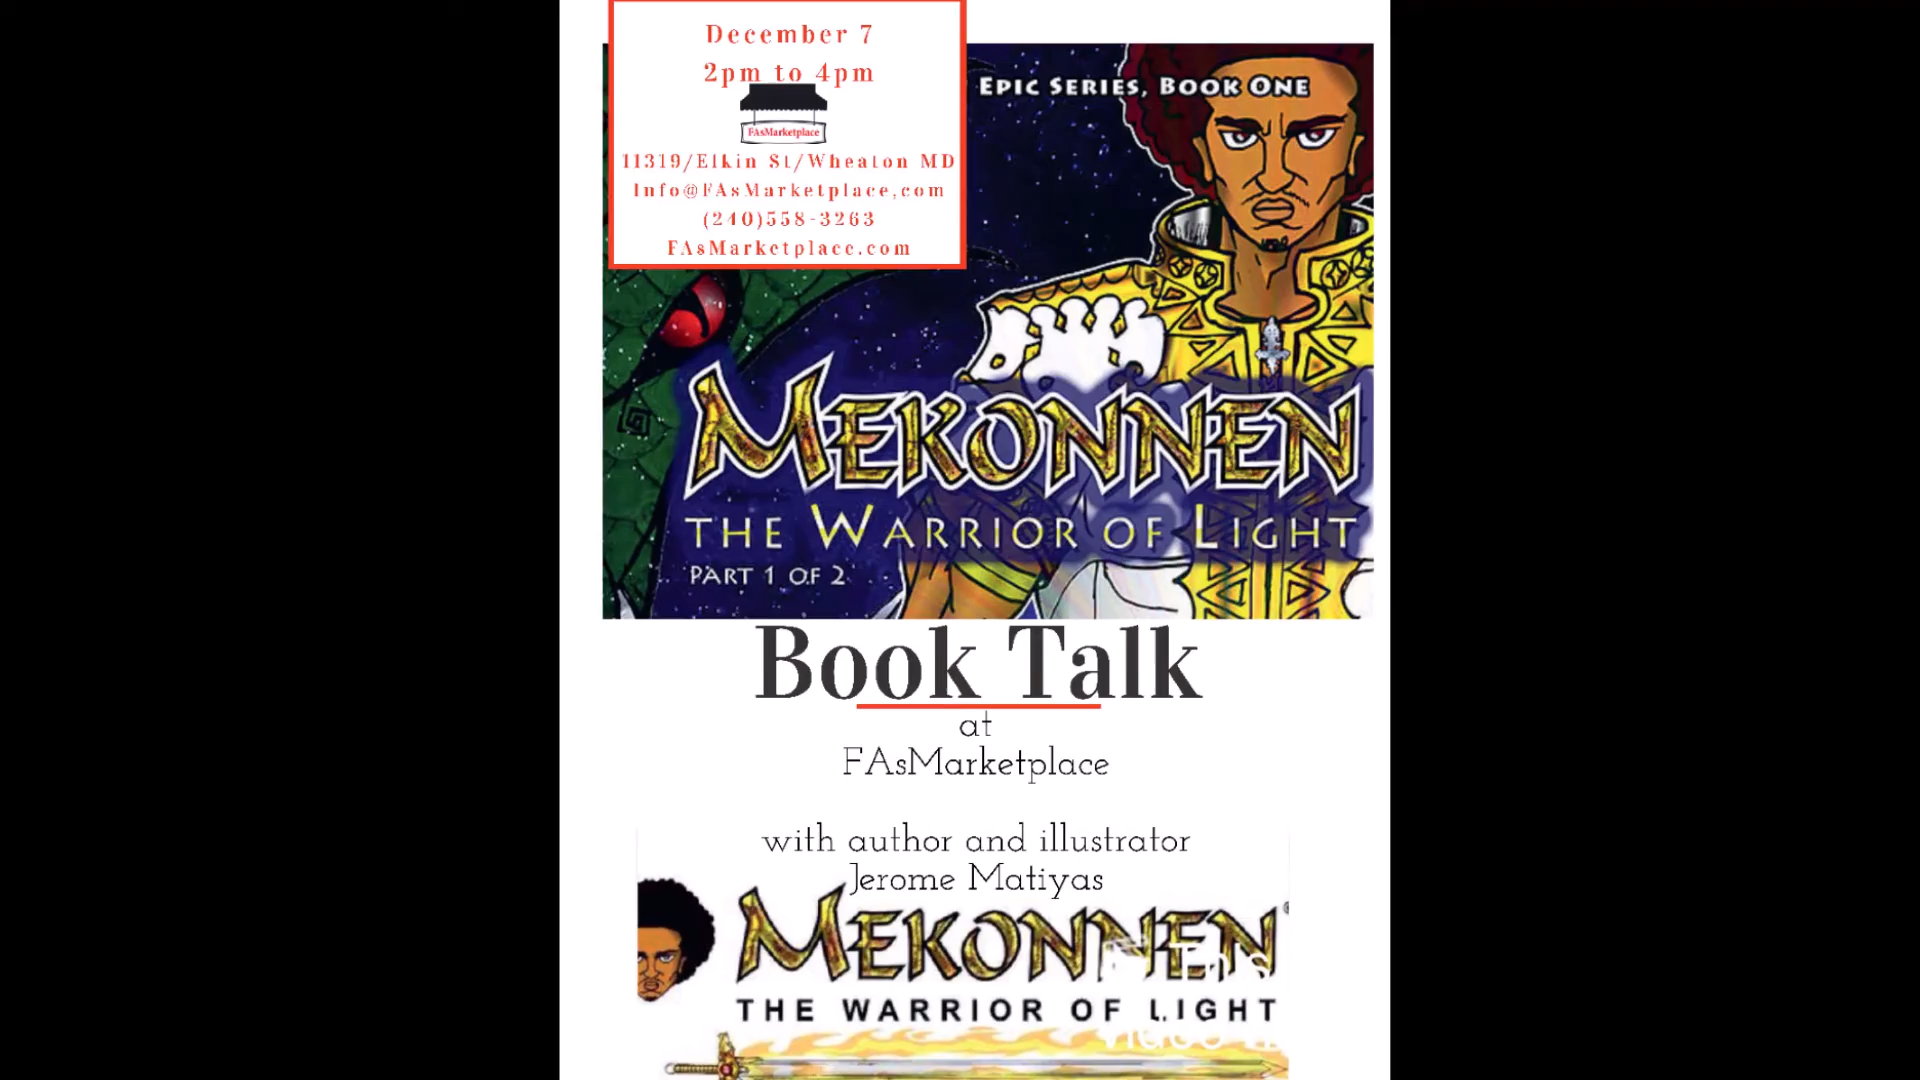 December 7
2pm to 4pm
FAsMarketplace
11319/Elkin St/Wheaton MD
Info@FAsMarketplace,com
(240)558-3263
FAsMarketplace.com
EPIC SERIES, BOOK ONE
MEKONNEN
THE WARRIOR OF LIGHT
PART 1 OF 2
Book Talk
at
FAsMarketplace
with author and illustrator
Jerome Matiyas
MEKONNEN
THE WARRIOR OF LIGHT